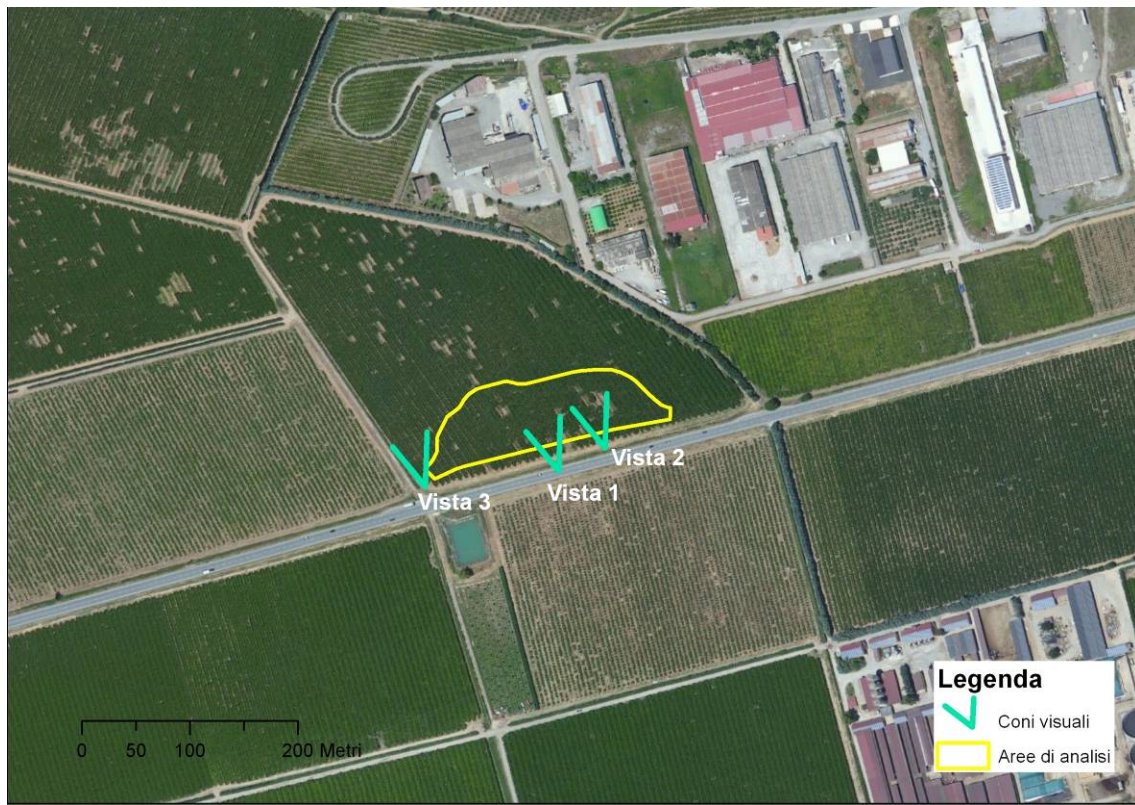 Vista 2
Vista 3
Vista 1
Legenda
Coni visuali
Aree di analisi
0 50 100 200 Metri